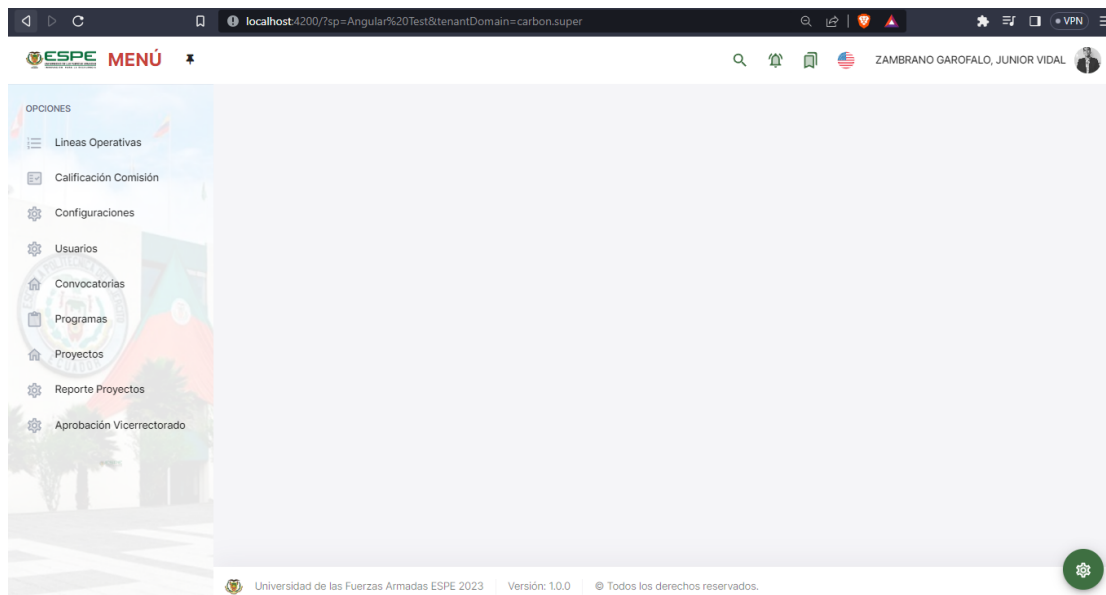 localhost:4200/?sp=Angular%20Test&tenantDomain=carbon.super
VPN
ESPE MENÚ
ZAMBRANO GAROFALO, JUNIOR VIDAL
OPCIONES
Lineas Operativas
Calificación Comisión
Configuraciones
Usuarios
Convocatorias
Programas
Proyectos
Reporte Proyectos
Aprobación Vicerrectorado
Universidad de las Fuerzas Armadas ESPE 2023 Versión: 1.0.0 © Todos los derechos reservados.